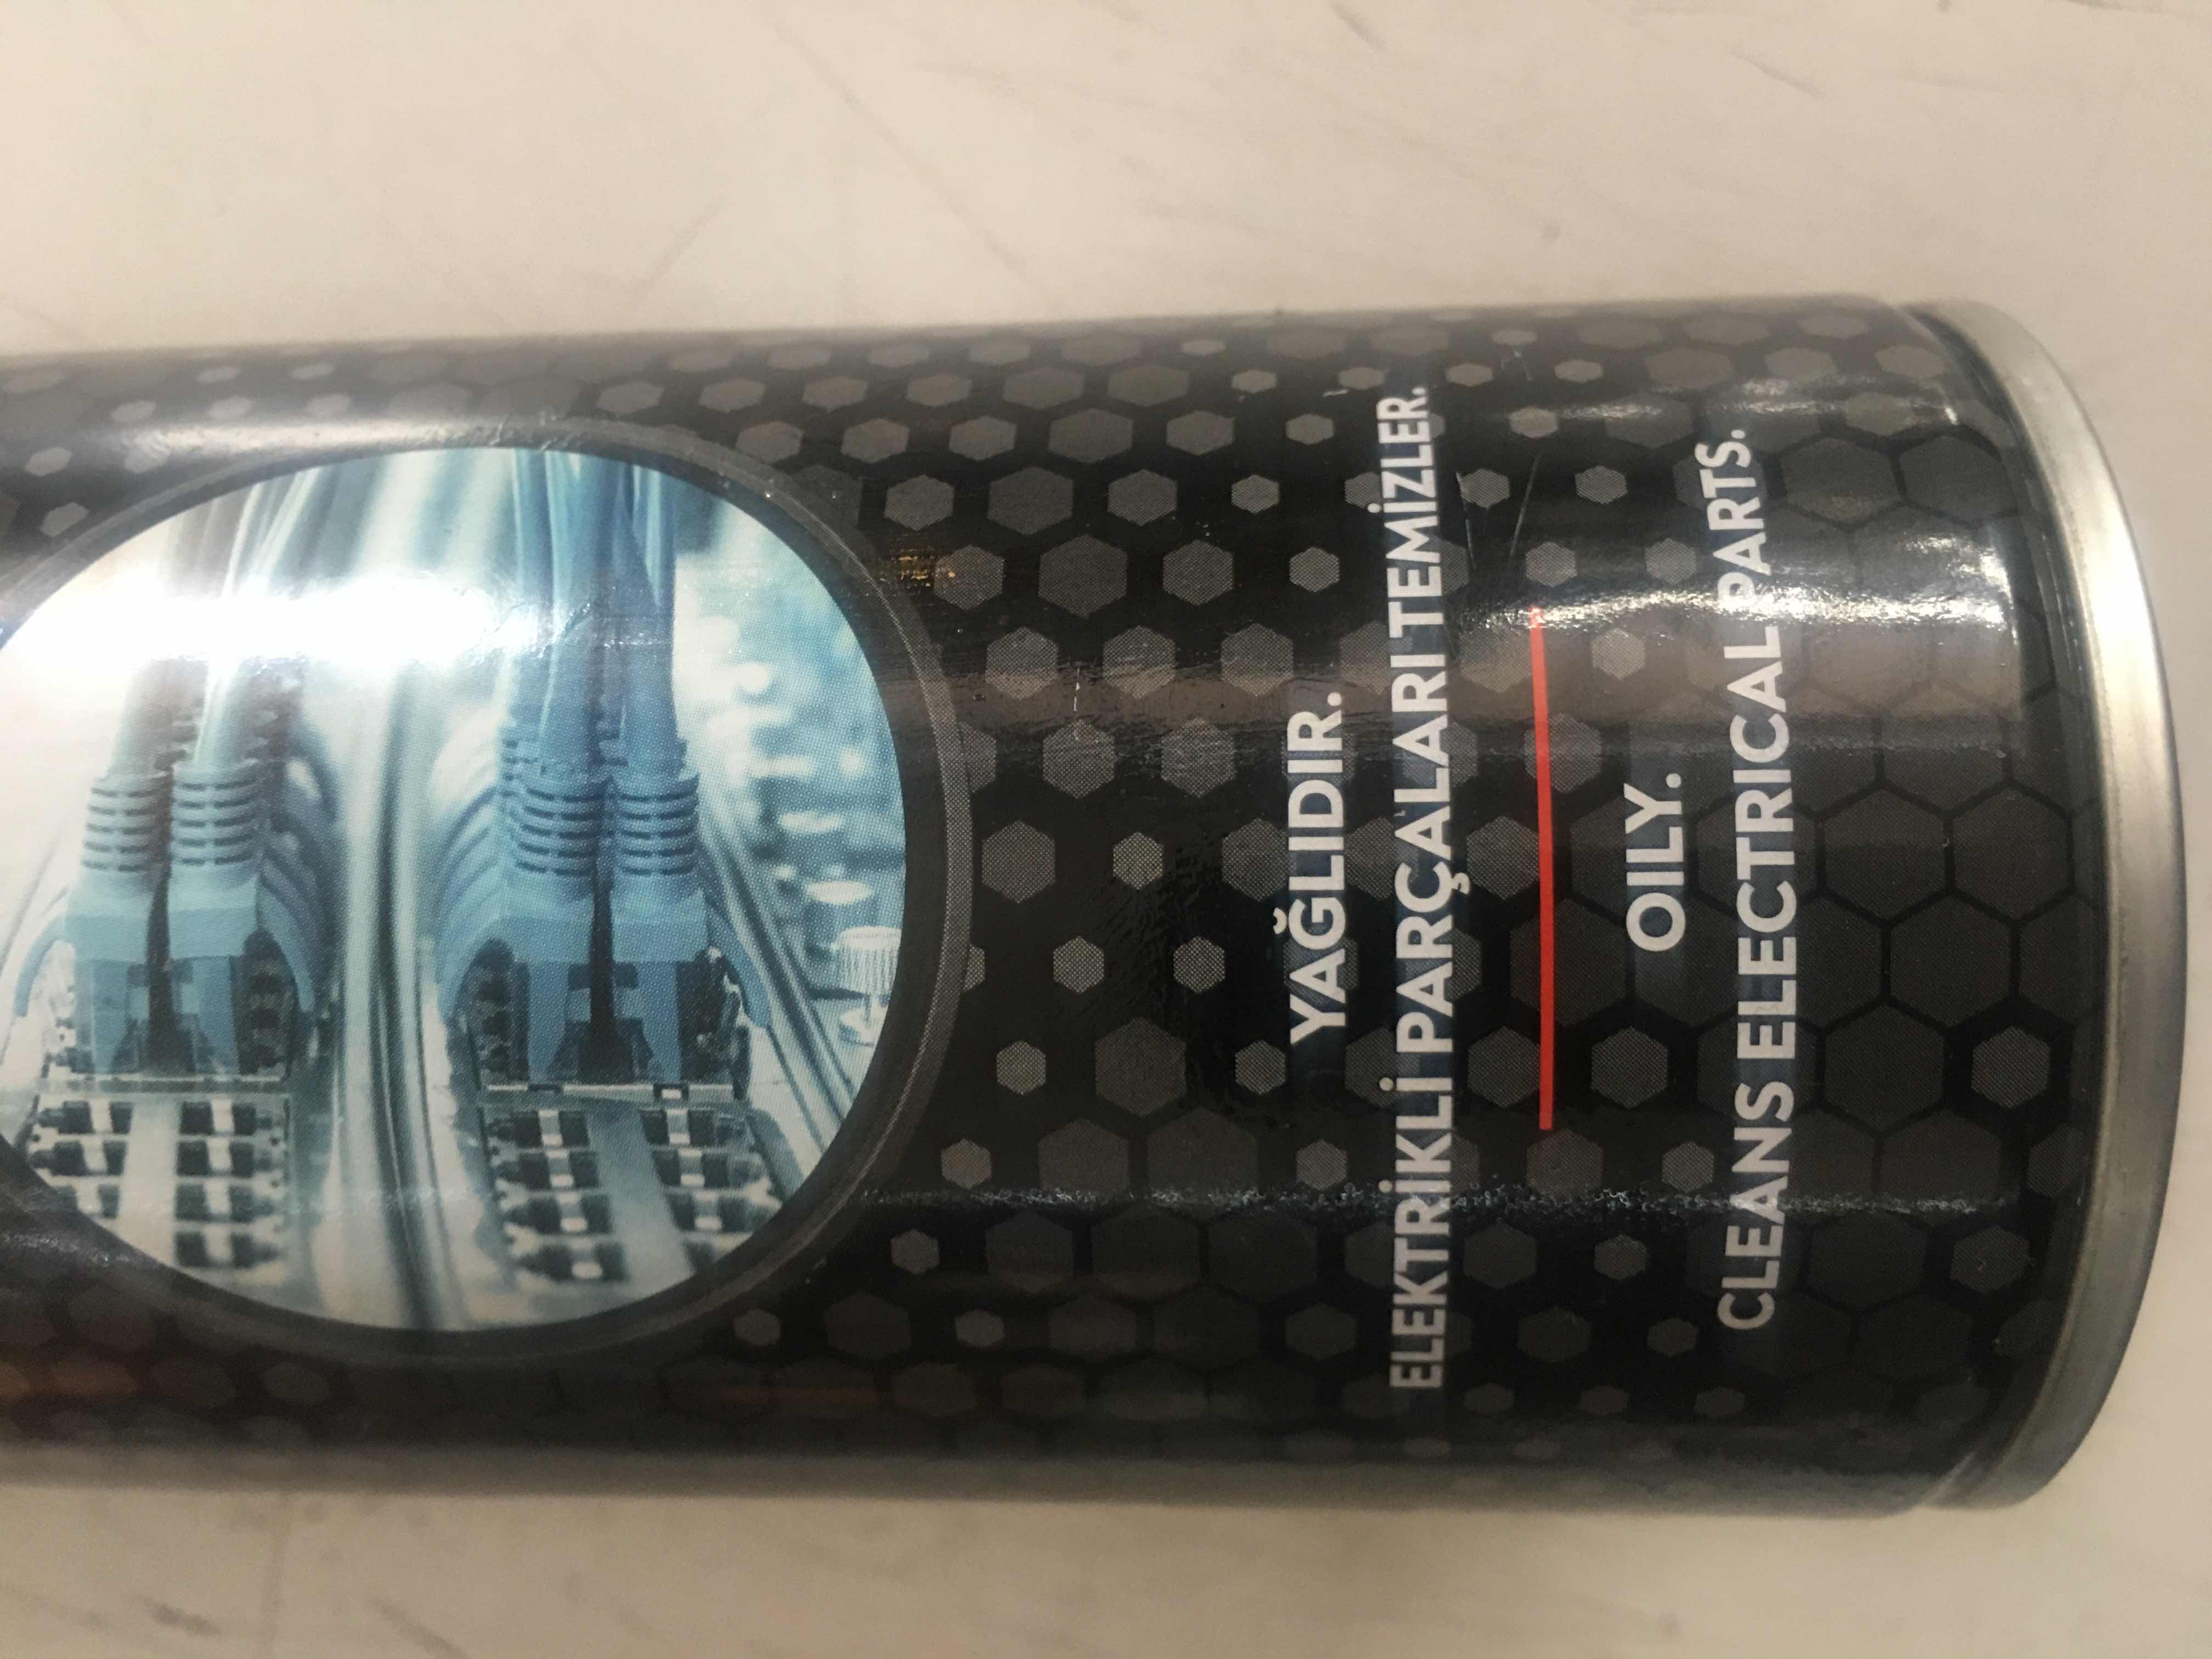 YAĞLIDIR.
ELEKTRİKLİ PARÇALARI TEMİZLER.
OILY.
CLEANS ELECTRICAL PARTS.